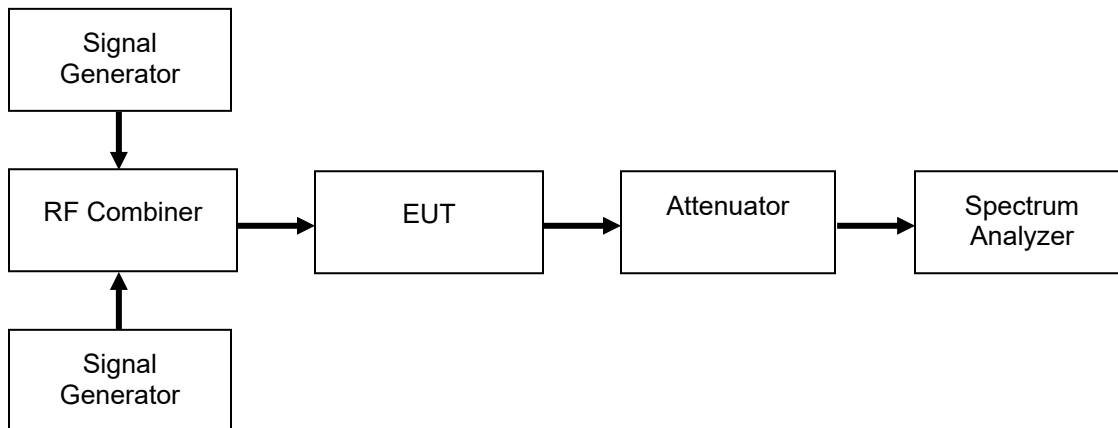 Signal
Generator
RF Combiner
EUT
Attenuator
Spectrum
Analyzer
Signal
Generator